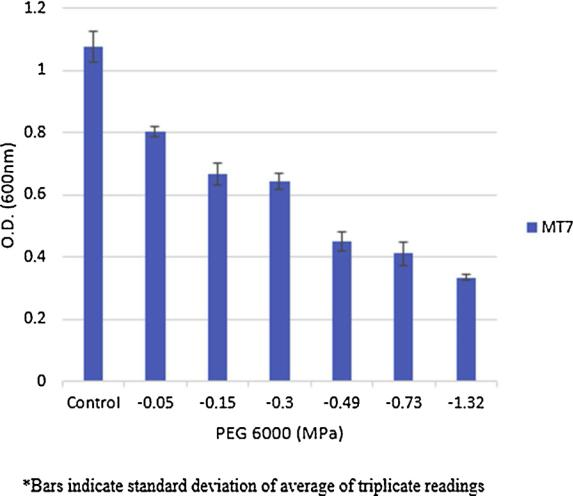 1.2
1
0.8
0.6
0.4
0.2
0
O.D. (600nm)
Control -0.05 -0.15 -0.3 -0.49 -0.73 -1.32
PEG 6000 (MPa)
MT7
*Bars indicate standard deviation of average of triplicate readings